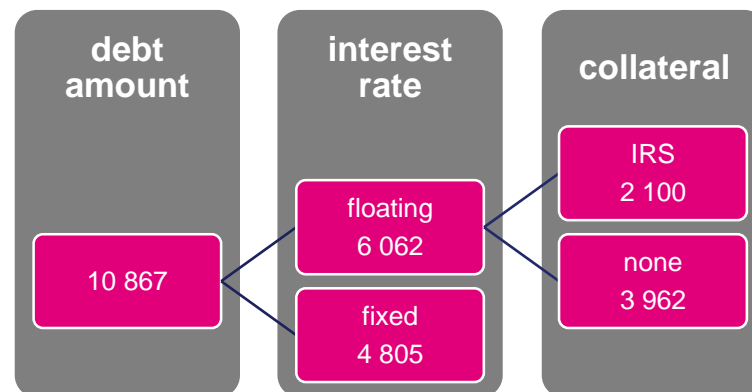 debt
amount
interest
rate
collateral
10 867
floating
6 062
fixed
4 805
IRS
2 100
none
3 962